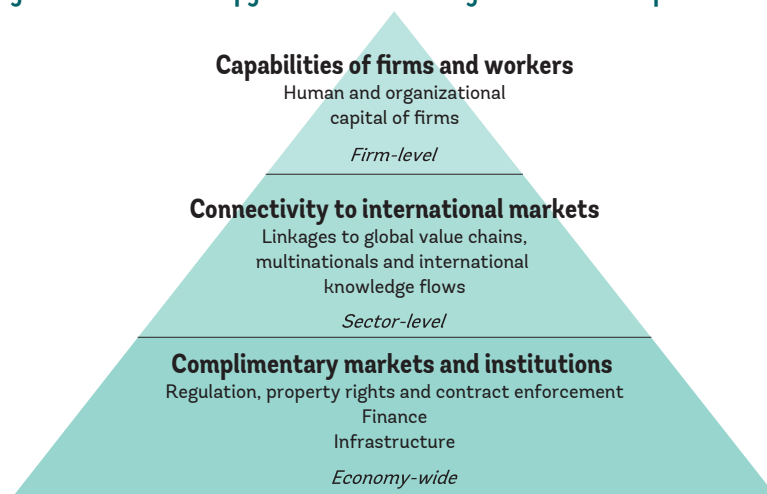 Capabilities of firms and workers
Human and organizational
capital of firms
Firm-level
Connectivity to international markets
Linkages to global value chains,
multinationals and international
knowledge flows
Sector-level
Complimentary markets and institutions
Regulation, property rights and contract enforcement
Finance
Infrastructure
Economy-wide